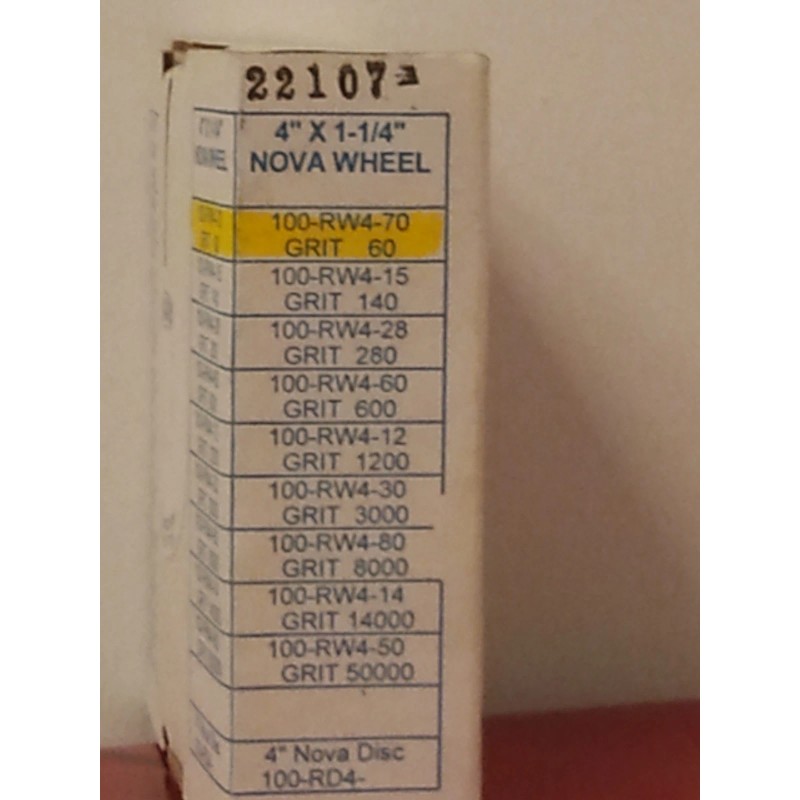 22107
4" X 1-1/4"
NOVA WHEEL
100-RW4-70
GRIT 60
100-RW4-15
GRIT 140
100-RW4-28
GRIT 280
100-RW4-60
GRIT 600
100-RW4-12
GRIT 1200
100-RW4-30
GRIT 3000
100-RW4-80
GRIT 8000
100-RW4-14
GRIT 14000
100-RW4-50
GRIT 50000
4" Nova Disc
100-RD4-